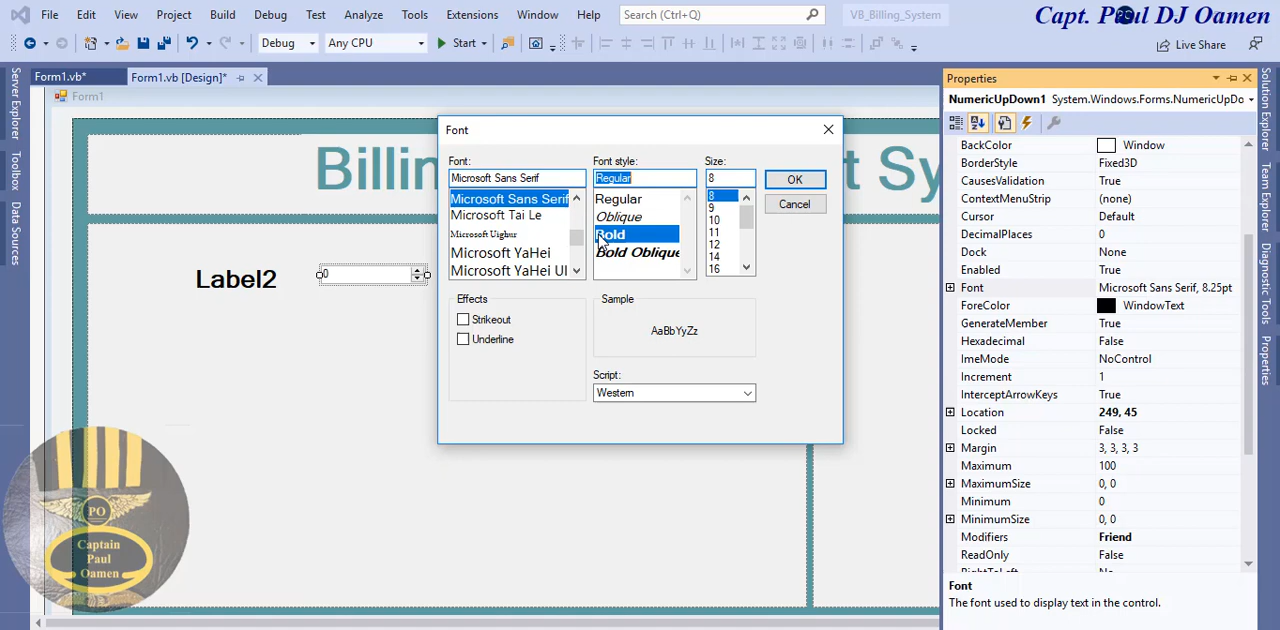 File Edit View Project Build Debug Test Analyze Tools Extensions Window Help Search (Ctrl+Q) VB_Billing_System
Capt. Paul DJ Oamen
Debug Any CPU Start Live Share
Form1.vb* Form1.vb [Design]*
Form1
Server Explorer
Toolbox
Data Sources
Label2
0
Font
Font: Font style: Size:
Microsoft Sans Serif Regular 8 OK
Microsoft Sans Serif Regular 8 Cancel
Microsoft Tai Le Oblique 9
Microsoft Uighur Bold 10
Microsoft YaHei Bold Oblique 11
Microsoft YaHei UI 12
14
16
Effects Sample
Strikeout
Underline
AaBbYyZz
Script:
Western
Properties
NumericUpDown1 System.Windows.Forms.NumericUpDo
BackColor Window
BorderStyle Fixed3D
CausesValidation True
ContextMenuStrip (none)
Cursor Default
DecimalPlaces 0
Dock None
Enabled True
Font Microsoft Sans Serif, 8.25pt
ForeColor WindowText
GenerateMember True
Hexadecimal False
ImeMode NoControl
Increment 1
InterceptArrowKeys True
Location 249, 45
Locked False
Margin 3, 3, 3, 3
Maximum 100
MaximumSize 0, 0
Minimum 0
MinimumSize 0, 0
Modifiers Friend
ReadOnly False
Font
The font used to display text in the control.
Solution Explorer
Team Explorer
Diagnostic Tools
Properties
PO
Captain
Paul
Oamen